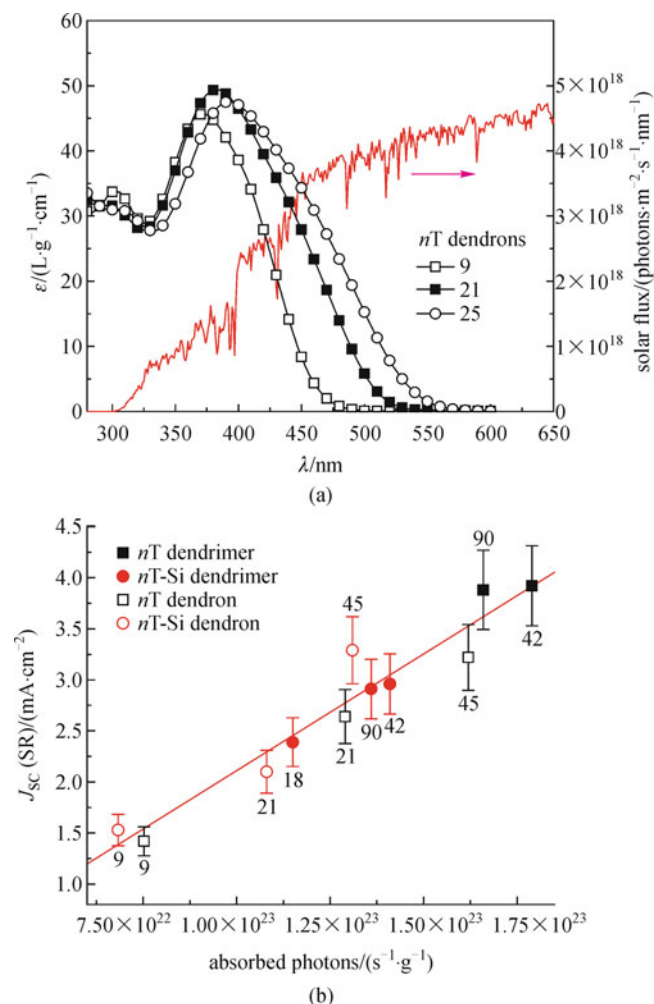 60
50
40
30
20
10
0
ε/(L·g⁻¹·cm⁻¹)
5×10¹⁸
4×10¹⁸
3×10¹⁸
2×10¹⁸
1×10¹⁸
0
solar flux/(photons·m⁻²·s⁻¹·nm⁻¹)
nT dendrons
9
21
25
300 350 400 450 500 550 600 650
λ/nm
(a)
4.5
4.0
3.5
3.0
2.5
2.0
1.5
1.0
J_SC (SR)/(mA·cm⁻²)
nT dendrimer
nT-Si dendrimer
nT dendron
nT-Si dendron
90
45
42
45
90 42
21
18
21
9
9
7.50×10²² 1.00×10²³ 1.25×10²³ 1.50×10²³ 1.75×10²³
absorbed photons/(s⁻¹·g⁻¹)
(b)